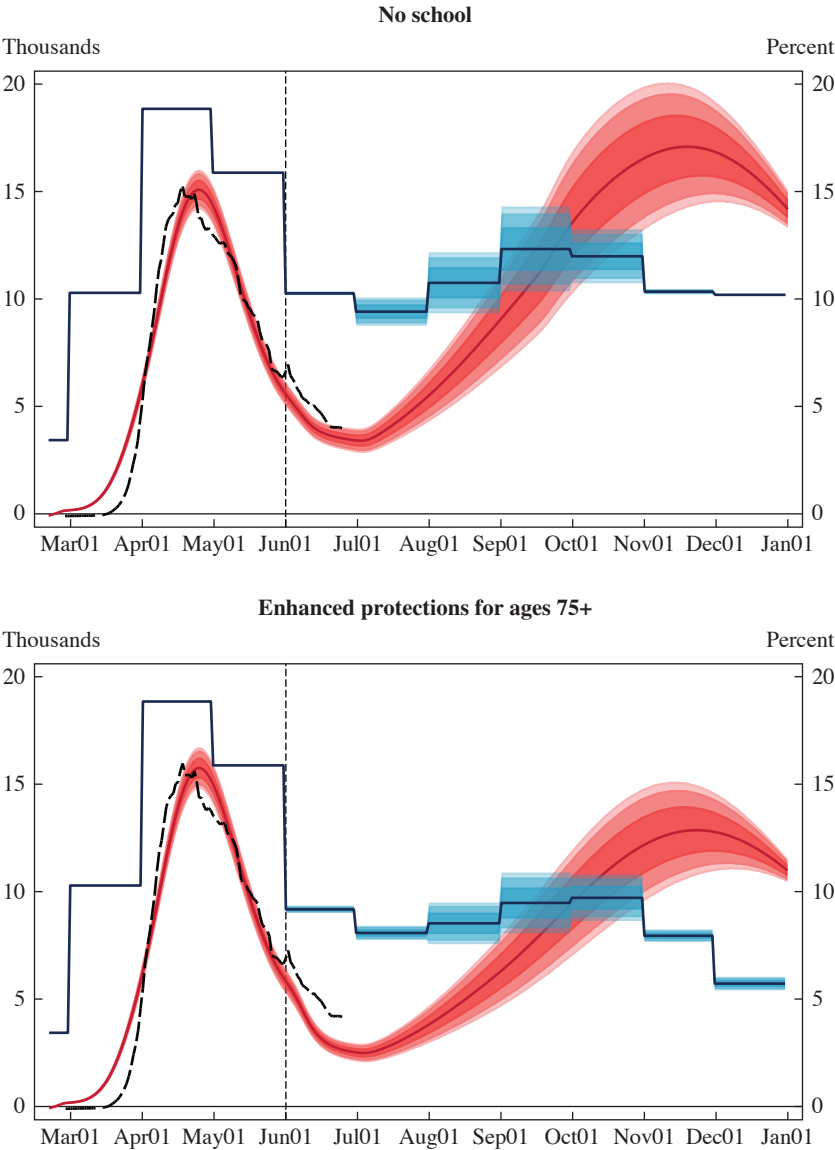 No school
Thousands Percent
20 20
15 15
10 10
5 5
0 0
Mar01 Apr01 May01 Jun01 Jul01 Aug01 Sep01 Oct01 Nov01 Dec01 Jan01
Enhanced protections for ages 75+
Thousands Percent
20 20
15 15
10 10
5 5
0 0
Mar01 Apr01 May01 Jun01 Jul01 Aug01 Sep01 Oct01 Nov01 Dec01 Jan01